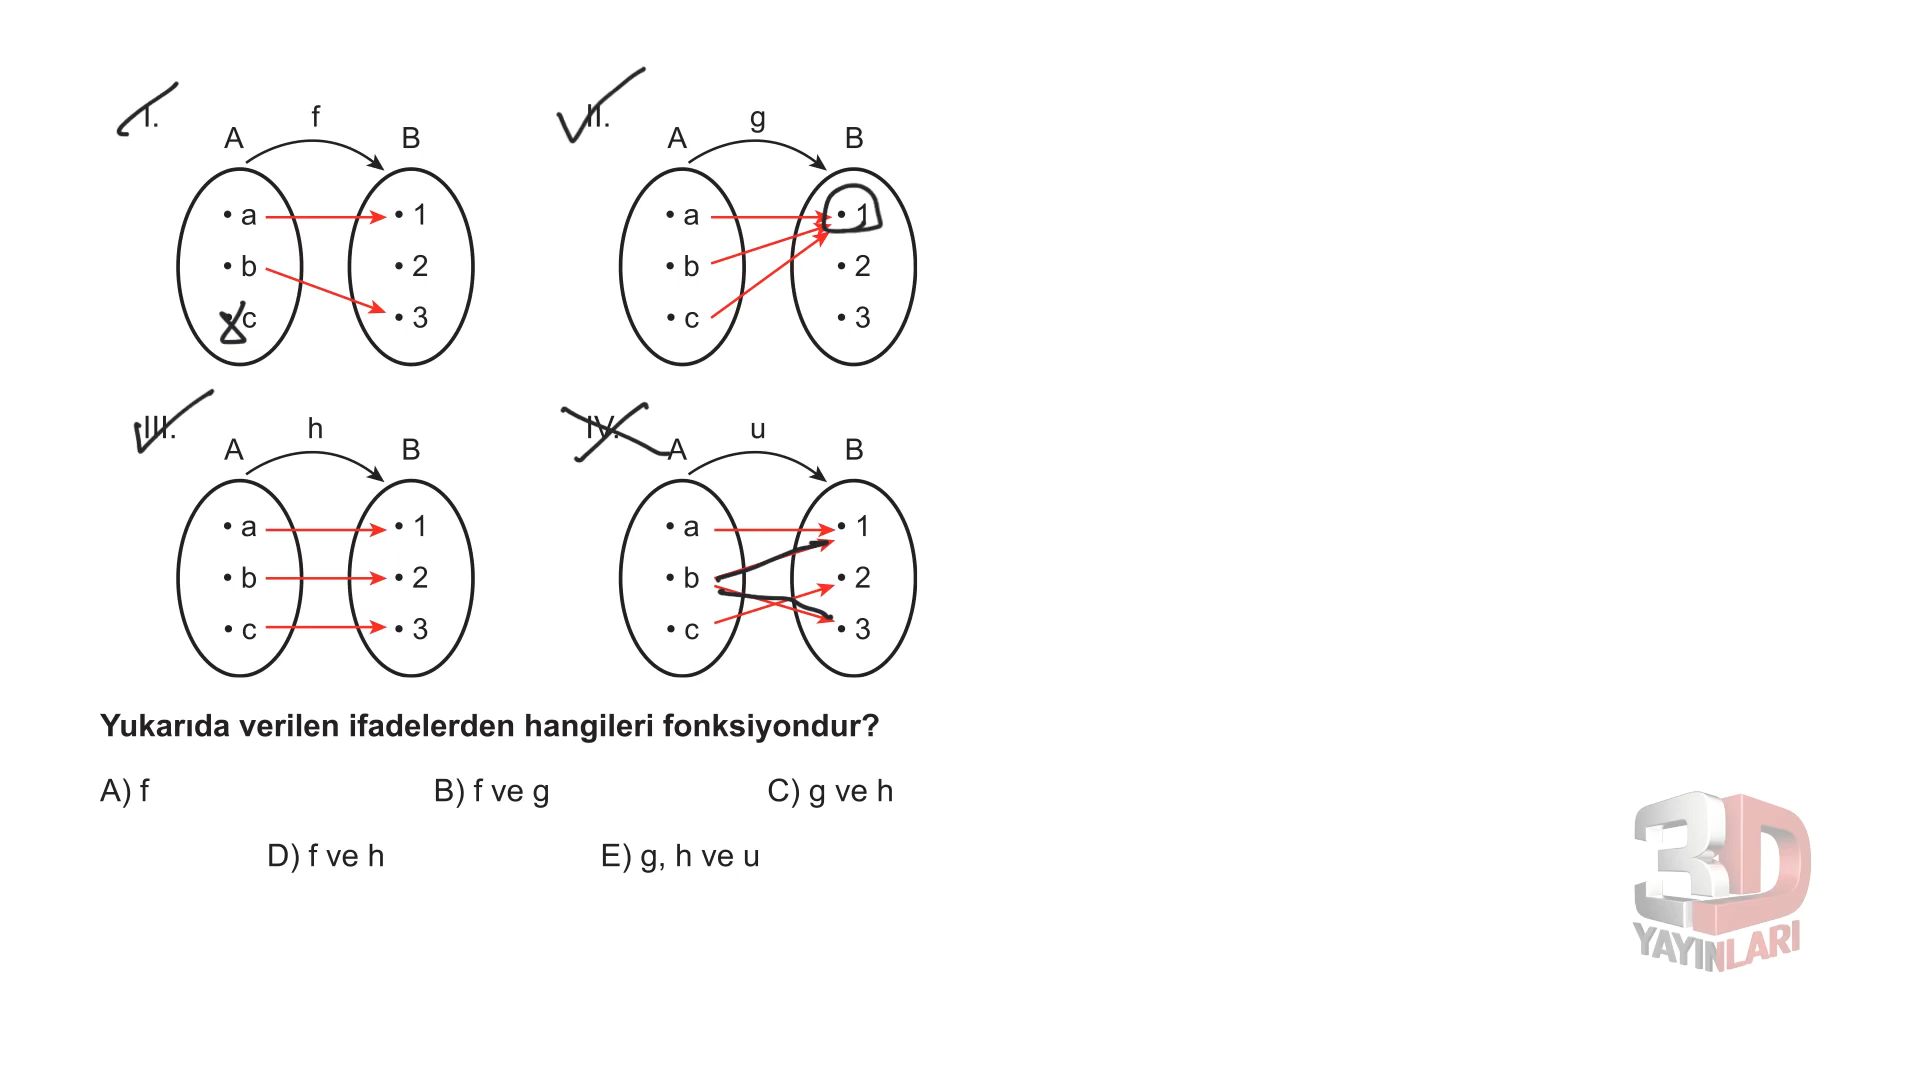 I. II.
f g
A B A B
a 1 a 1
b 2 b 2
c 3 c 3
III. IV.
h u
A B A B
a 1 a 1
b 2 b 2
c 3 c 3
Yukarıda verilen ifadelerden hangileri fonksiyondur?
A) f B) f ve g C) g ve h
D) f ve h E) g, h ve u
3D
YAYINLARI